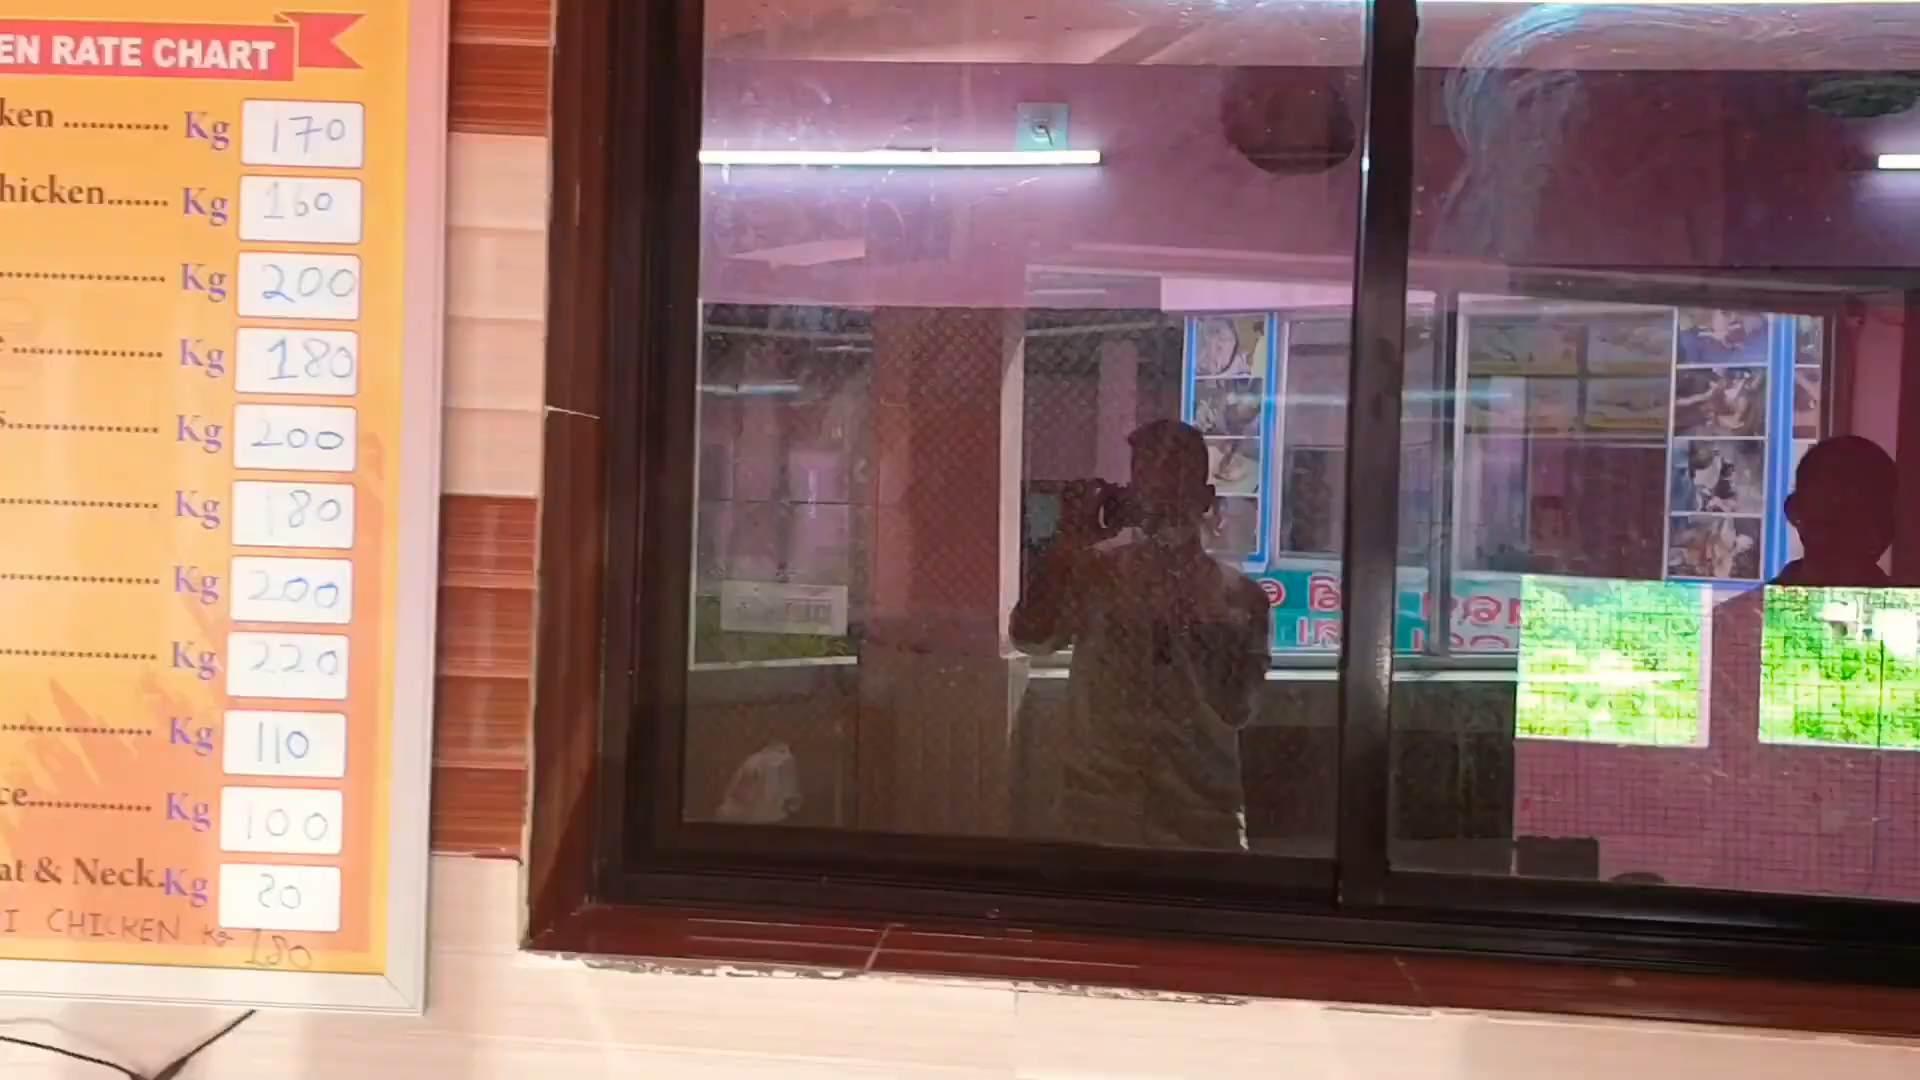 EN RATE CHART
ken ............ Kg 170
hicken....... Kg 160
Kg 200
Kg 180
s Kg 200
Kg 180
Kg 200
Kg 220
Kg 110
ce Kg 100
at & Neck. Kg 20
I CHICKEN Kg 180